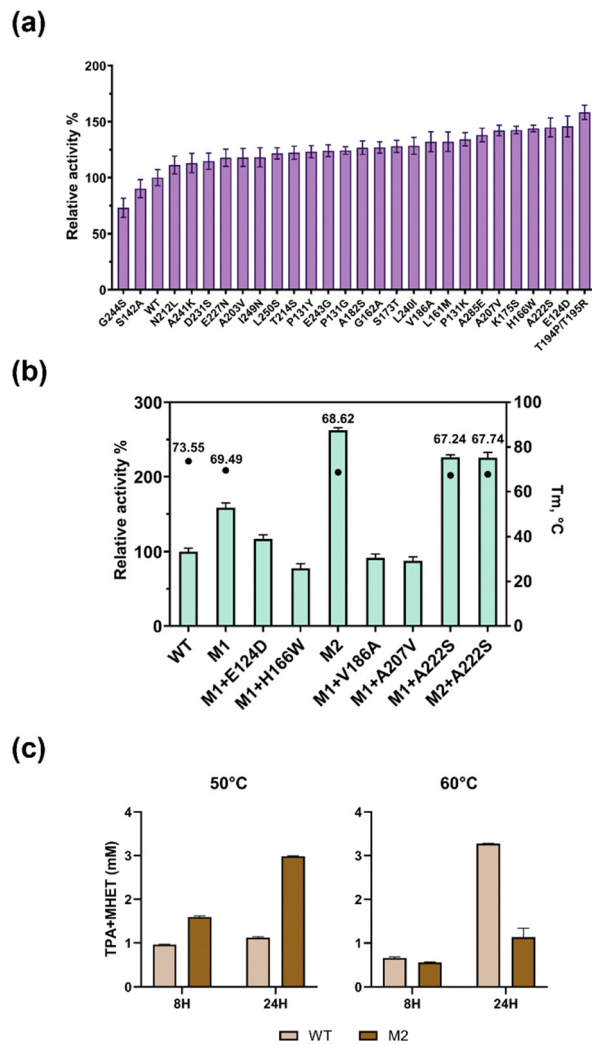 (a)
Relative activity %
200
150
100
50
0
G244S
S142A
WT
N212L
A241K
D231S
E227N
A203V
I249N
L250S
T214S
P131Y
E243G
P131G
A182S
G162A
S173T
L240I
V186A
L161M
P131K
A285E
A207V
K175S
H166W
A222S
E124D
T194P/T195R
(b)
Relative activity %
300
200
100
0
73.55
69.49
68.62
67.24
67.74
100
80
60
40
20
0
Tm, °C
WT
M1
M1+E124D
M1+H166W
M2
M1+V186A
M1+A207V
M1+A222S
M2+A222S
(c)
50°C
60°C
TPA+MHET (mM)
4
3
2
1
0
8H
24H
4
3
2
1
0
8H
24H
WT
M2